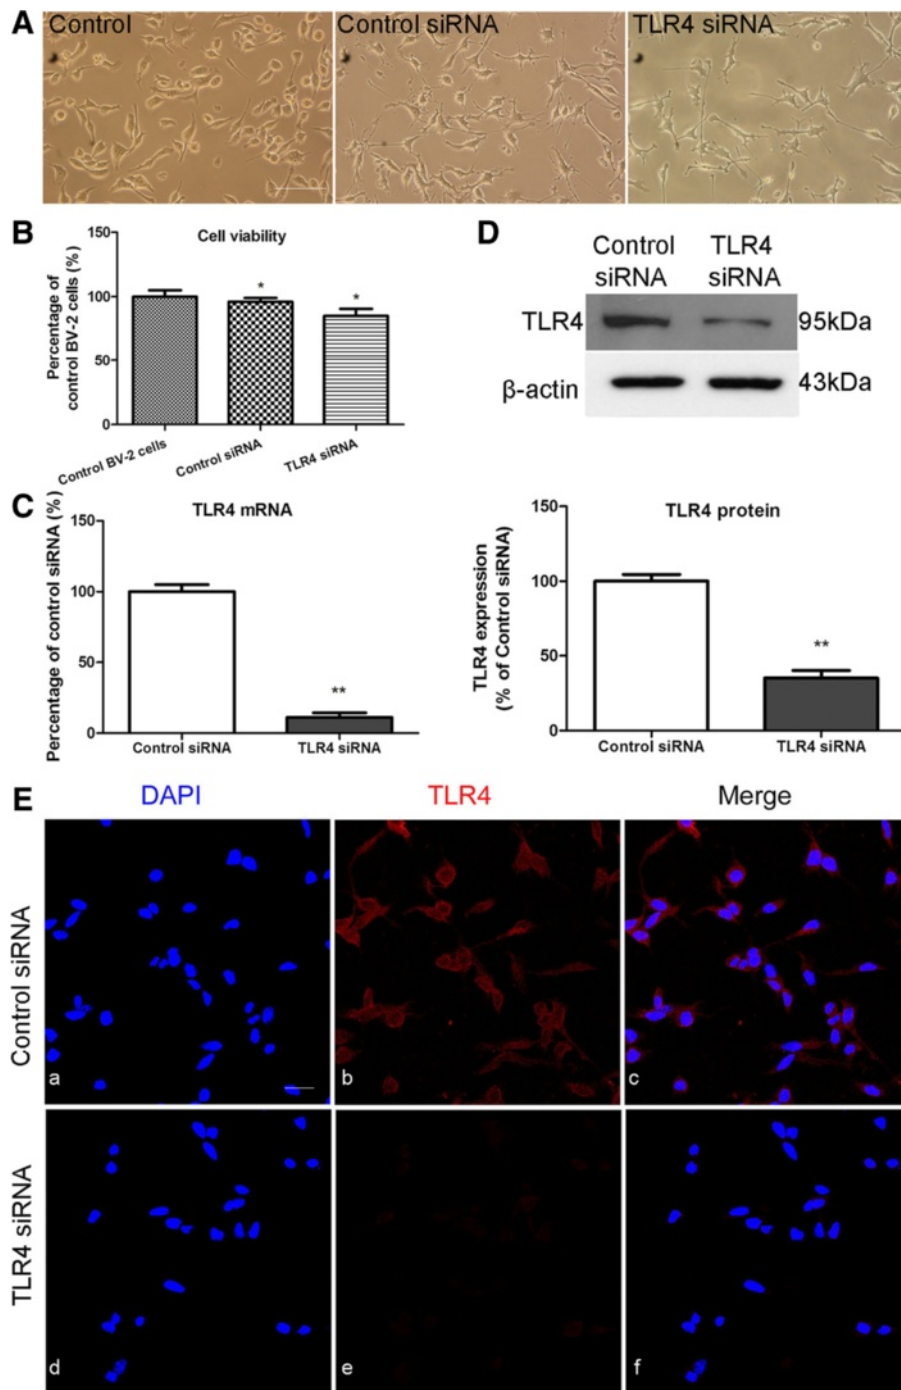 A
Control
Control siRNA
TLR4 siRNA
B
Cell viability
Percentage of
control BV-2 cells (%)
150
100
50
0
*
*
Control BV-2 cells
Control siRNA
TLR4 siRNA
D
Control
siRNA
TLR4
siRNA
TLR4
95kDa
β-actin
43kDa
C
TLR4 mRNA
Percentage of control siRNA (%)
150
100
50
0
**
Control siRNA
TLR4 siRNA
TLR4 protein
TLR4 expression
(% of Control siRNA)
150
100
50
0
**
Control siRNA
TLR4 siRNA
E
DAPI
TLR4
Merge
Control siRNA
a
b
c
TLR4 siRNA
d
e
f